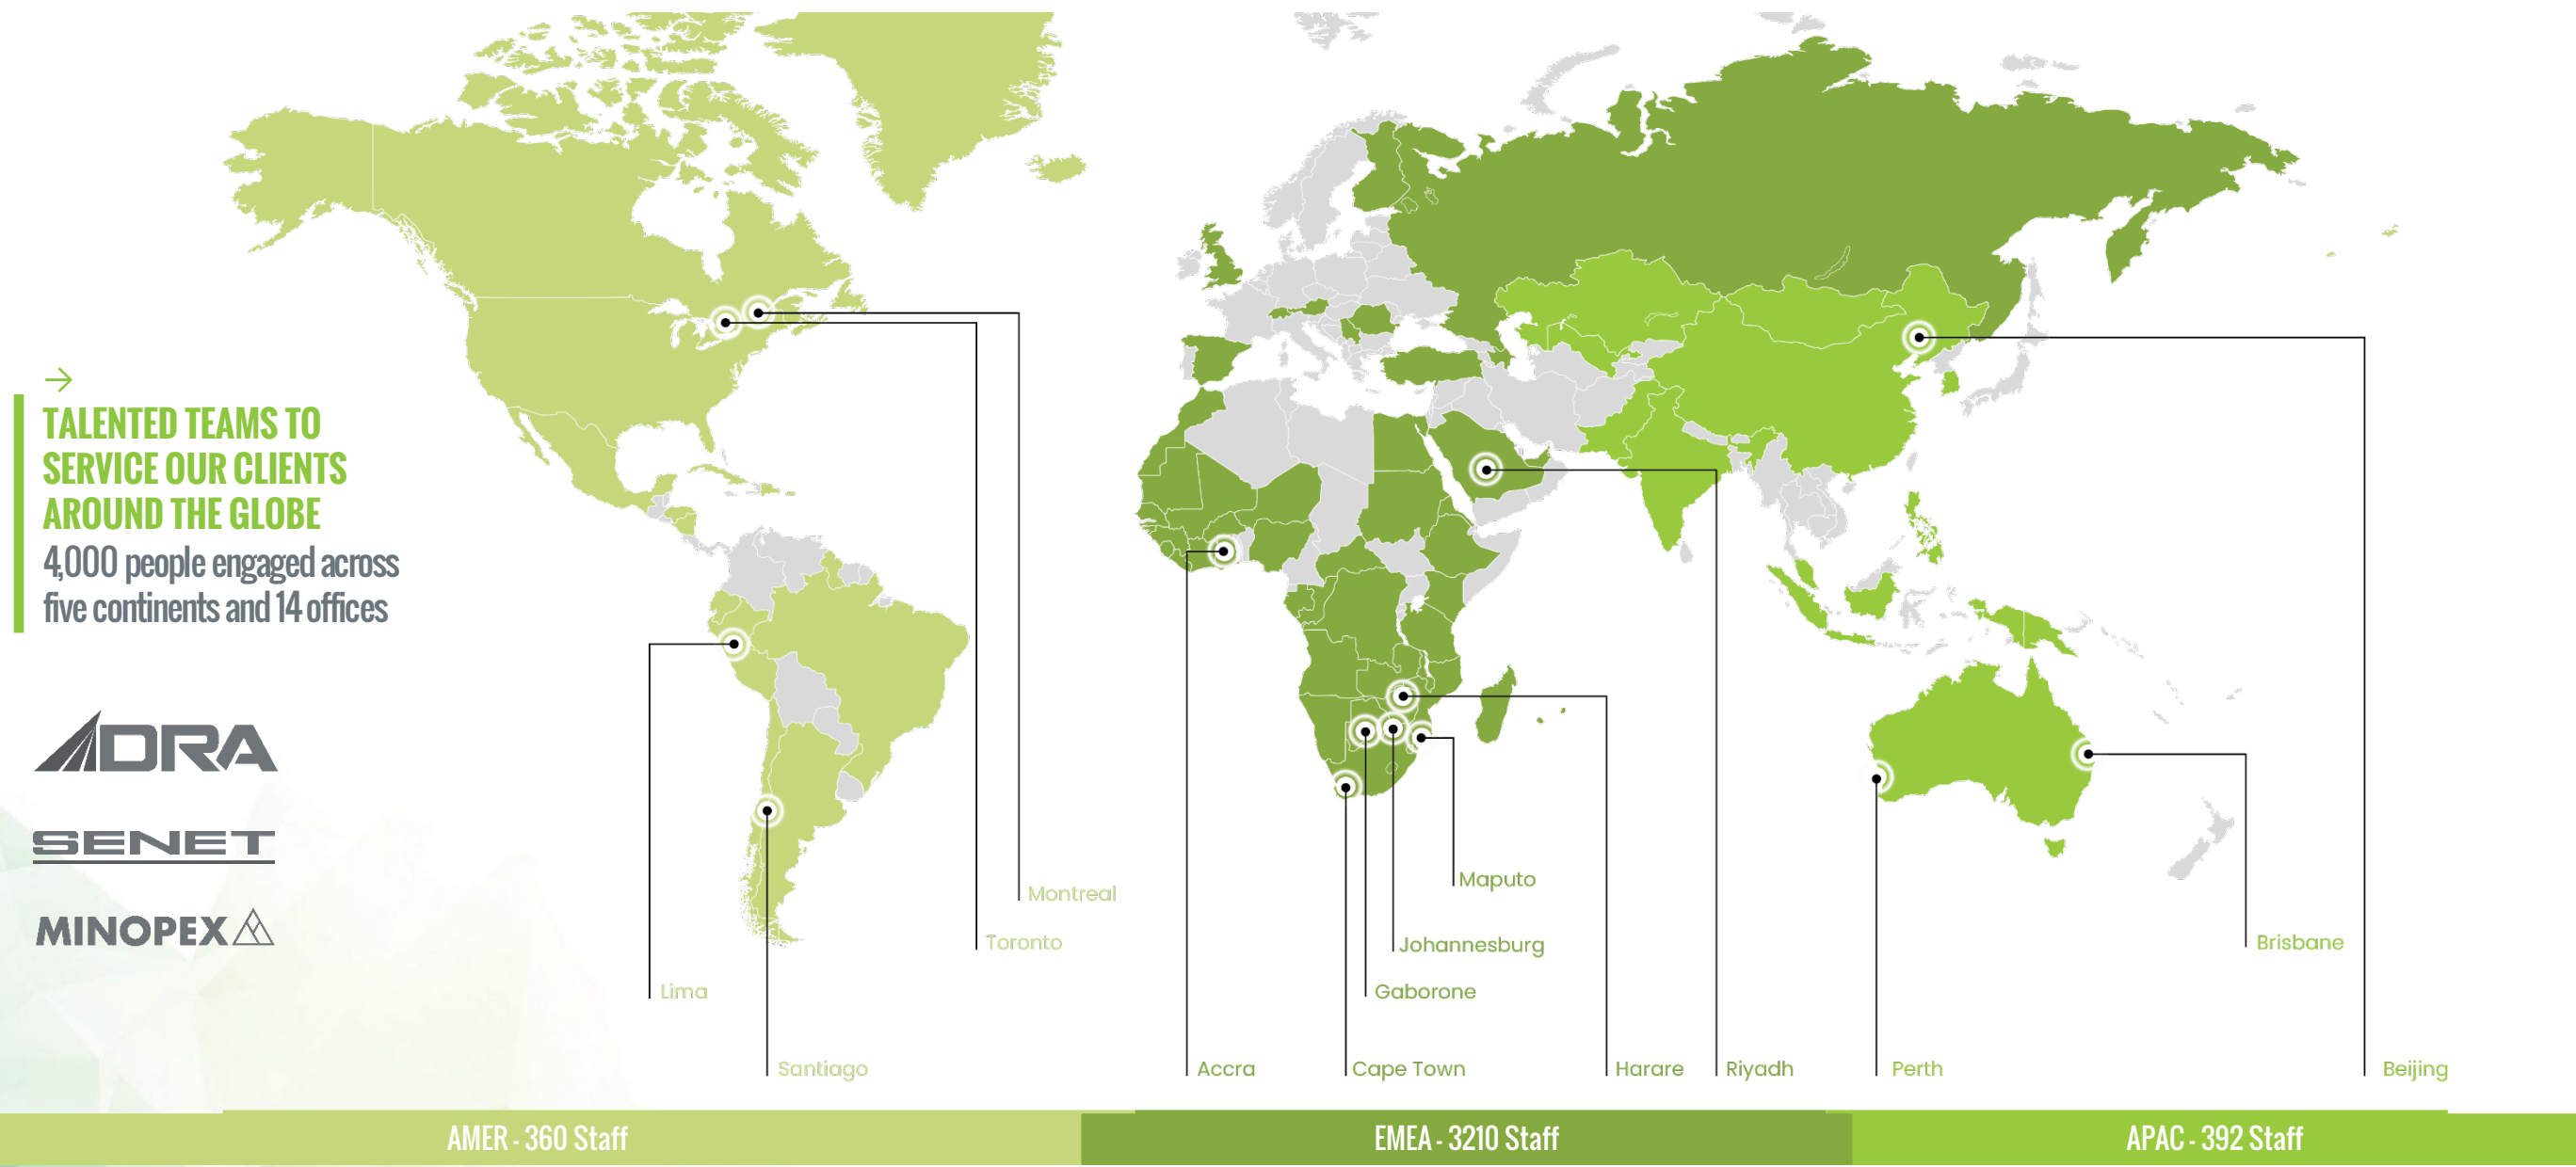 TALENTED TEAMS TO
SERVICE OUR CLIENTS
AROUND THE GLOBE
4,000 people engaged across
five continents and 14 offices
DRA
SENET
MINOPEX
Montreal
Toronto
Lima
Santiago
Maputo
Johannesburg
Gaborone
Accra
Cape Town
Harare
Riyadh
Brisbane
Perth
Beijing
AMER - 360 Staff
EMEA - 3210 Staff
APAC - 392 Staff